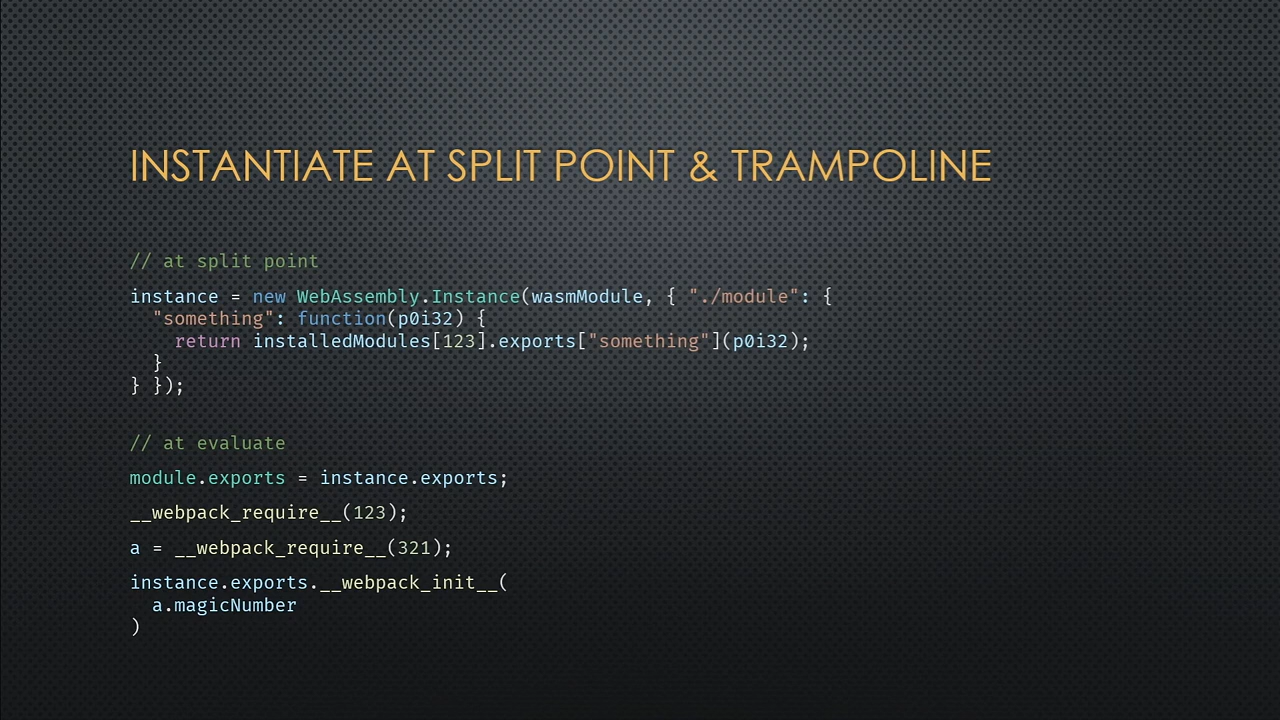 INSTANTIATE AT SPLIT POINT & TRAMPOLINE
// at split point
instance = new WebAssembly.Instance(wasmModule, { "./module": {
  "something": function(p0i32) {
    return installedModules[123].exports["something"](p0i32);
  }
} });
// at evaluate
module.exports = instance.exports;
__webpack_require__(123);
a = __webpack_require__(321);
instance.exports.__webpack_init__(
  a.magicNumber
)